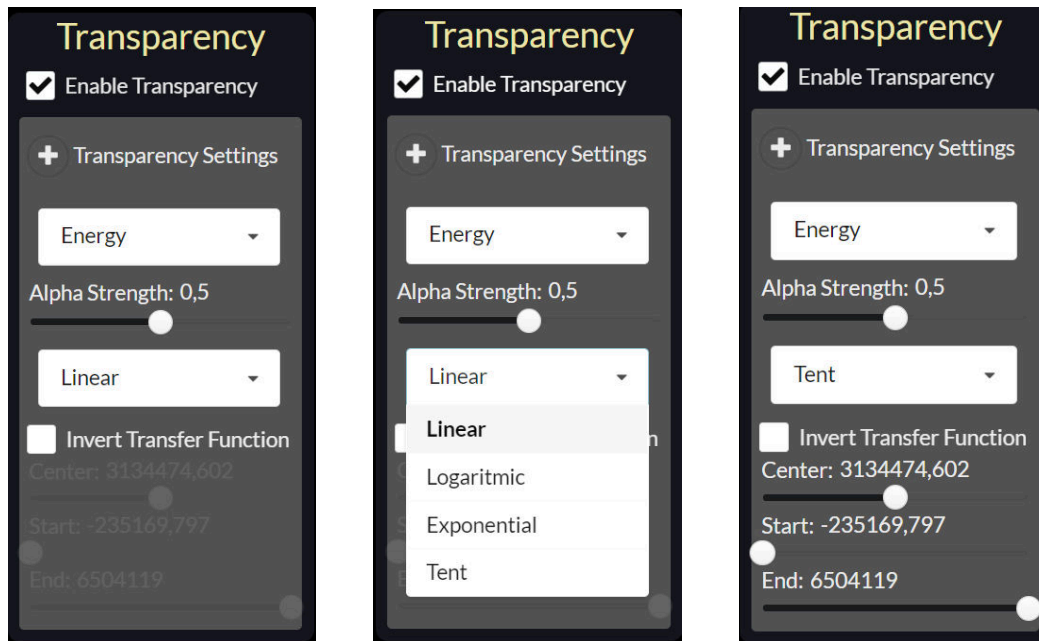 Transparency
Enable Transparency
Transparency Settings
Energy
Alpha Strength: 0,5
Linear
Invert Transfer Function
Center: 3134474,602
Start: -235169,797
End: 6504119
Transparency
Enable Transparency
Transparency Settings
Energy
Alpha Strength: 0,5
Linear
Linear
Logaritmic
Exponential
Tent
Transparency
Enable Transparency
Transparency Settings
Energy
Alpha Strength: 0,5
Tent
Invert Transfer Function
Center: 3134474,602
Start: -235169,797
End: 6504119